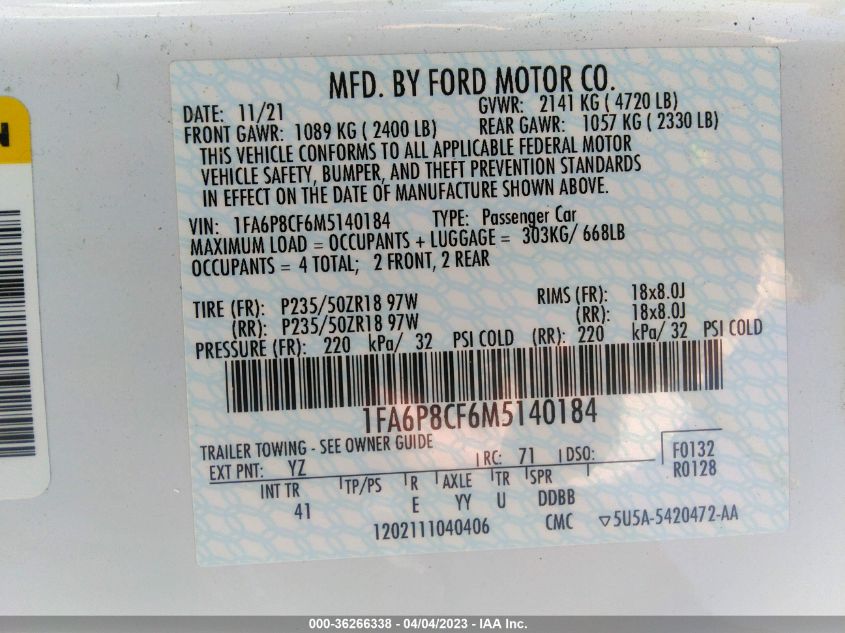 MFD. BY FORD MOTOR CO.
DATE: 11/21 GVWR: 2141 KG ( 4720 LB)
FRONT GAWR: 1089 KG ( 2400 LB) REAR GAWR: 1057 KG ( 2330 LB)
THIS VEHICLE CONFORMS TO ALL APPLICABLE FEDERAL MOTOR
VEHICLE SAFETY, BUMPER, AND THEFT PREVENTION STANDARDS
IN EFFECT ON THE DATE OF MANUFACTURE SHOWN ABOVE.
VIN: 1FA6P8CF6M5140184 TYPE: Passenger Car
MAXIMUM LOAD = OCCUPANTS + LUGGAGE = 303KG/ 668LB
OCCUPANTS = 4 TOTAL; 2 FRONT, 2 REAR
TIRE (FR): P235/50ZR18 97W RIMS (FR): 18x8.0J
(RR): P235/50ZR18 97W (RR): 18x8.0J
PRESSURE (FR): 220 kPa/ 32 PSI COLD (RR): 220 kPa/ 32 PSI COLD
1FA6P8CF6M5140184
TRAILER TOWING - SEE OWNER GUIDE
EXT PNT: YZ RC: 71 DSO: F0132
R0128
INT TR TP/PS R AXLE TR SPR
41 E YY U DDBB
1202111040406 CMC ▽5U5A-5420472-AA
000-36266338 - 04/04/2023 - IAA Inc.